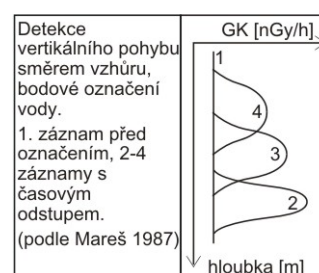 Detekce
vertikálního pohybu
směrem vzhůru,
bodové označení
vody.
1. záznam před
označením, 2-4
záznamy s
časovým
odstupem.
(podle Mareš 1987)
GK [nGy/h]
1
4
3
2
hloubka [m]